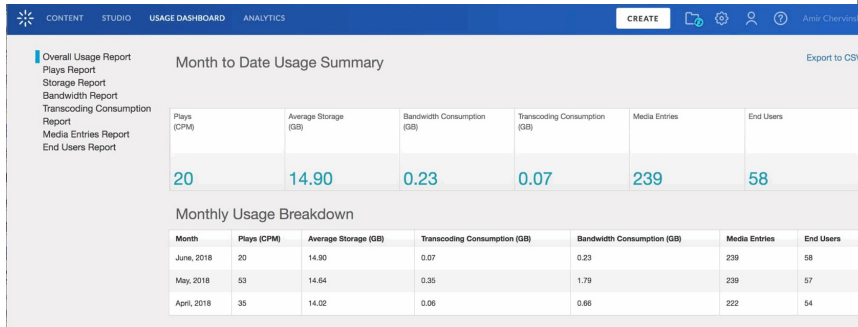 CONTENT STUDIO USAGE DASHBOARD ANALYTICS CREATE ? Amir
Overall Usage Report
Plays Report
Storage Report
Bandwidth Report
Transcoding Consumption
Report
Media Entries Report
End Users Report
Month to Date Usage Summary
Export to CSV
Plays
(CPM)
Average Storage
(GB)
Bandwidth Consumption
(GB)
Transcoding Consumption
(GB)
Media Entries
End Users
20 14.90 0.23 0.07 239 58
Monthly Usage Breakdown
Month Plays (CPM) Average Storage (GB) Transcoding Consumption (GB) Bandwidth Consumption (GB) Media Entries End Users
June, 2018 20 14.90 0.07 0.23 239 58
May, 2018 53 14.64 0.35 1.79 239 57
April, 2018 35 14.02 0.06 0.66 222 54